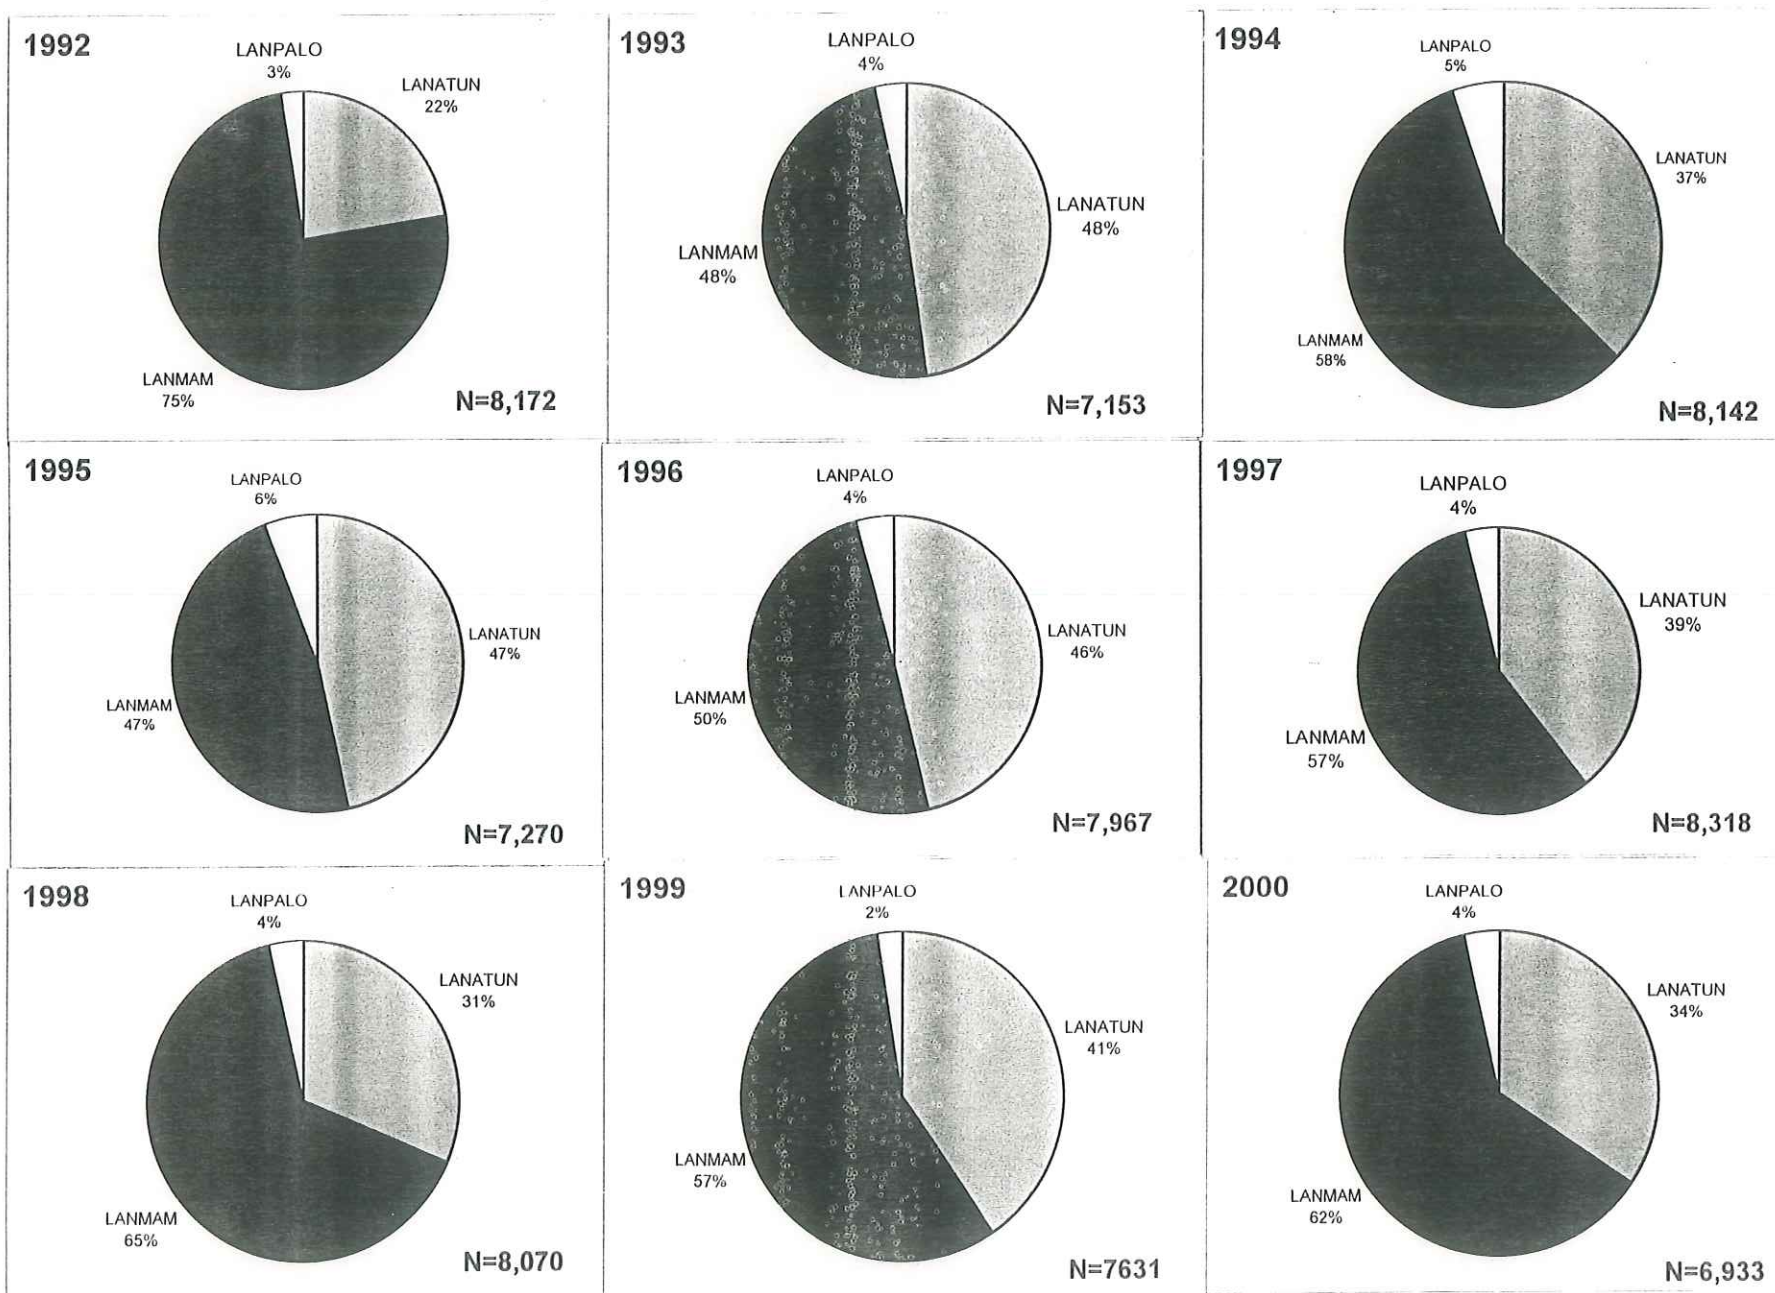 1992
LANPALO
3%
LANATUN
22%
LANMAM
75%
N=8,172
1993
LANPALO
4%
LANATUN
48%
LANMAM
48%
N=7,153
1994
LANPALO
5%
LANATUN
37%
LANMAM
58%
N=8,142
1995
LANPALO
6%
LANATUN
47%
LANMAM
47%
N=7,270
1996
LANPALO
4%
LANATUN
46%
LANMAM
50%
N=7,967
1997
LANPALO
4%
LANATUN
39%
LANMAM
57%
N=8,318
1998
LANPALO
4%
LANATUN
31%
LANMAM
65%
N=8,070
1999
LANPALO
2%
LANATUN
41%
LANMAM
57%
N=7631
2000
LANPALO
4%
LANATUN
34%
LANMAM
62%
N=6,933